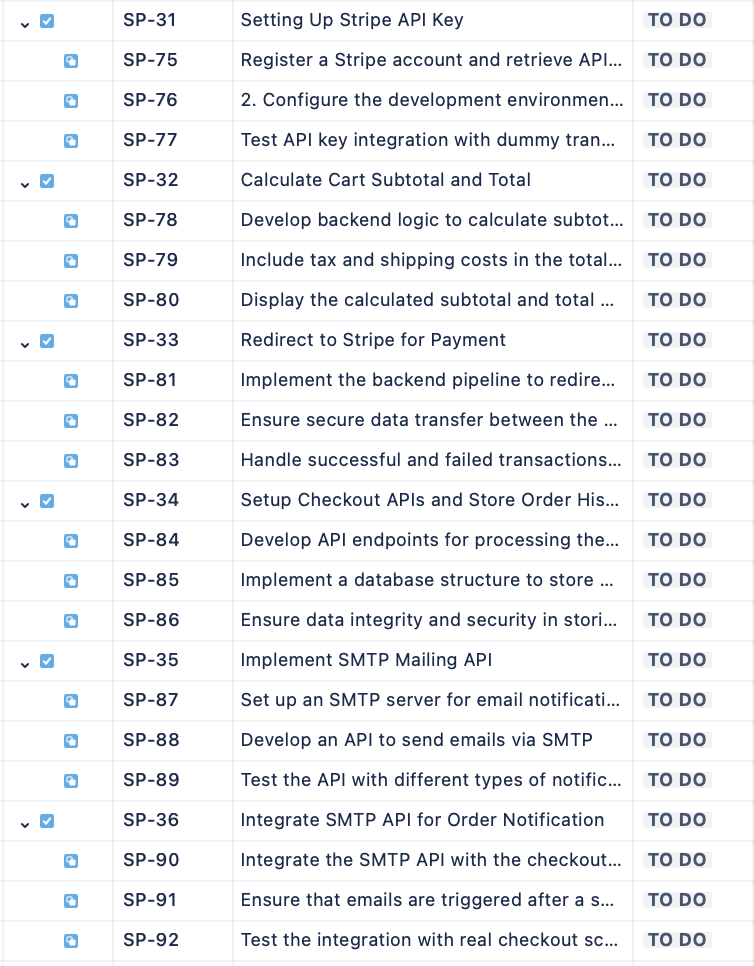 SP-31 Setting Up Stripe API Key TO DO
SP-75 Register a Stripe account and retrieve API... TO DO
SP-76 2. Configure the development environmen... TO DO
SP-77 Test API key integration with dummy tran... TO DO
SP-32 Calculate Cart Subtotal and Total TO DO
SP-78 Develop backend logic to calculate subtot... TO DO
SP-79 Include tax and shipping costs in the total... TO DO
SP-80 Display the calculated subtotal and total ... TO DO
SP-33 Redirect to Stripe for Payment TO DO
SP-81 Implement the backend pipeline to redire... TO DO
SP-82 Ensure secure data transfer between the ... TO DO
SP-83 Handle successful and failed transactions... TO DO
SP-34 Setup Checkout APIs and Store Order His... TO DO
SP-84 Develop API endpoints for processing the... TO DO
SP-85 Implement a database structure to store ... TO DO
SP-86 Ensure data integrity and security in stori... TO DO
SP-35 Implement SMTP Mailing API TO DO
SP-87 Set up an SMTP server for email notificati... TO DO
SP-88 Develop an API to send emails via SMTP TO DO
SP-89 Test the API with different types of notific... TO DO
SP-36 Integrate SMTP API for Order Notification TO DO
SP-90 Integrate the SMTP API with the checkout... TO DO
SP-91 Ensure that emails are triggered after a s... TO DO
SP-92 Test the integration with real checkout sc... TO DO